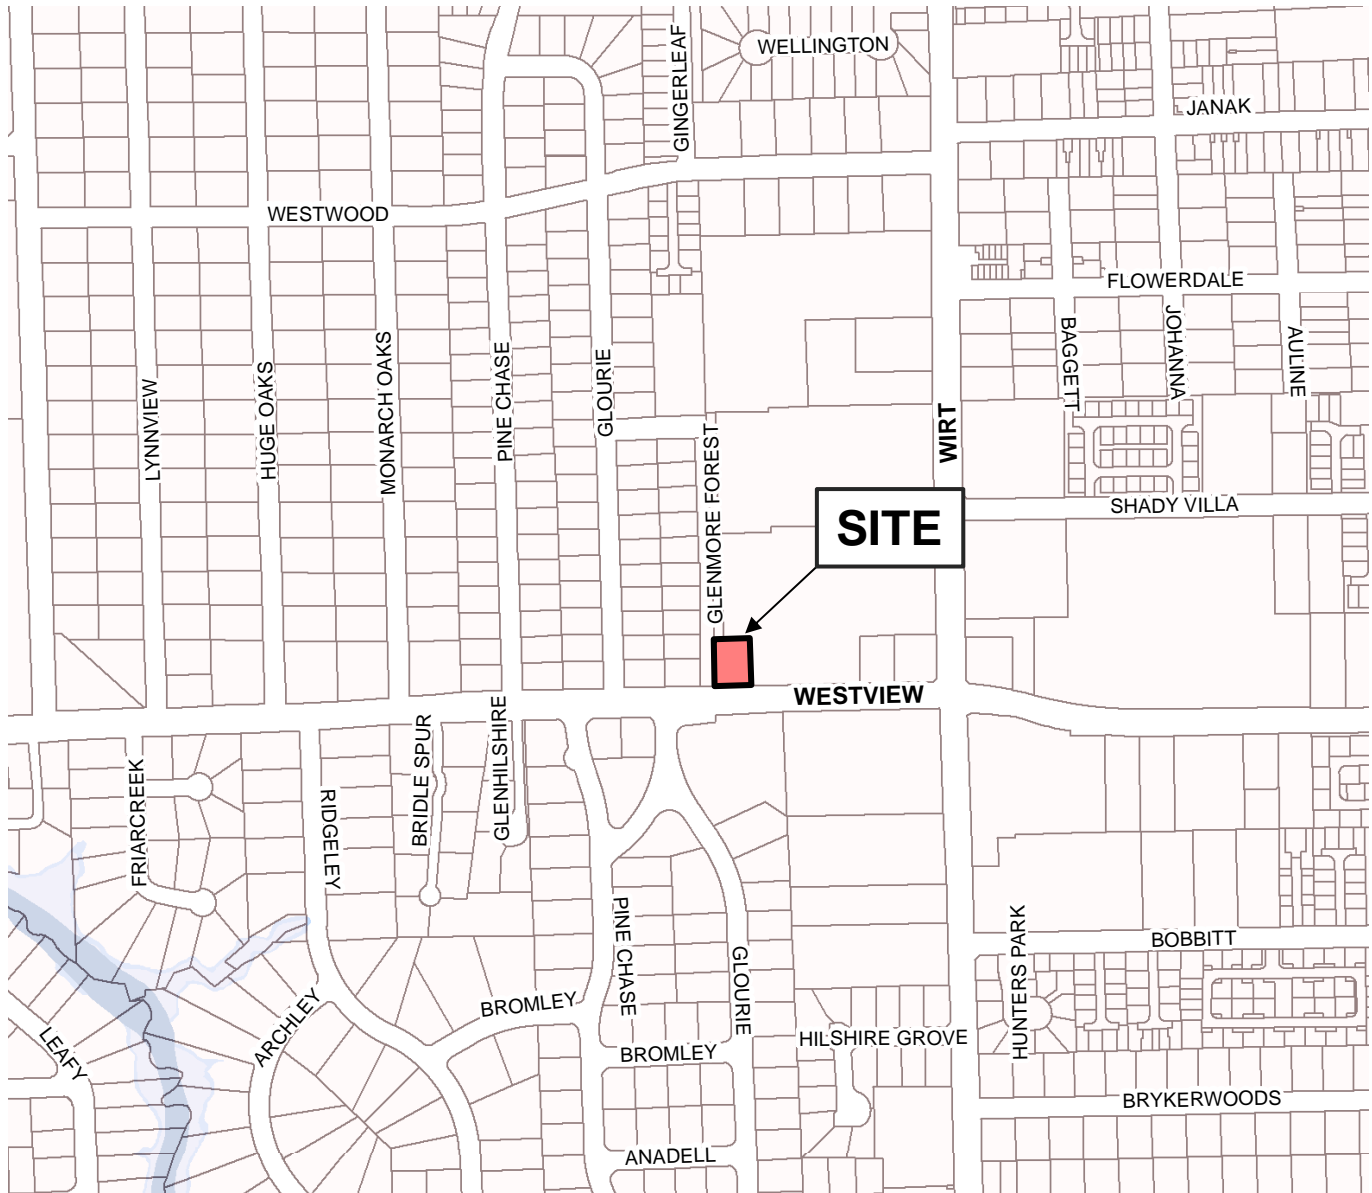 WELLINGTON
GINGERLEAF
JANAK
WESTWOOD
FLOWERDALE
LYNNVIEW
HUGE OAKS
MONARCH OAKS
PINE CHASE
GLOURIE
GLENMORE FOREST
WIRT
BAGGETT
JOHANNA
AULINE
SHADY VILLA
SITE
WESTVIEW
FRIARCREEK
RIDGELEY
BRIDLE SPUR
GLENHILSHIRE
PINE CHASE
GLOURIE
HUNTERS PARK
BOBBITT
LEAFY
ARCHLEY
BROMLEY
BROMLEY
HILSHIRE GROVE
BRYKERWOODS
ANADELL